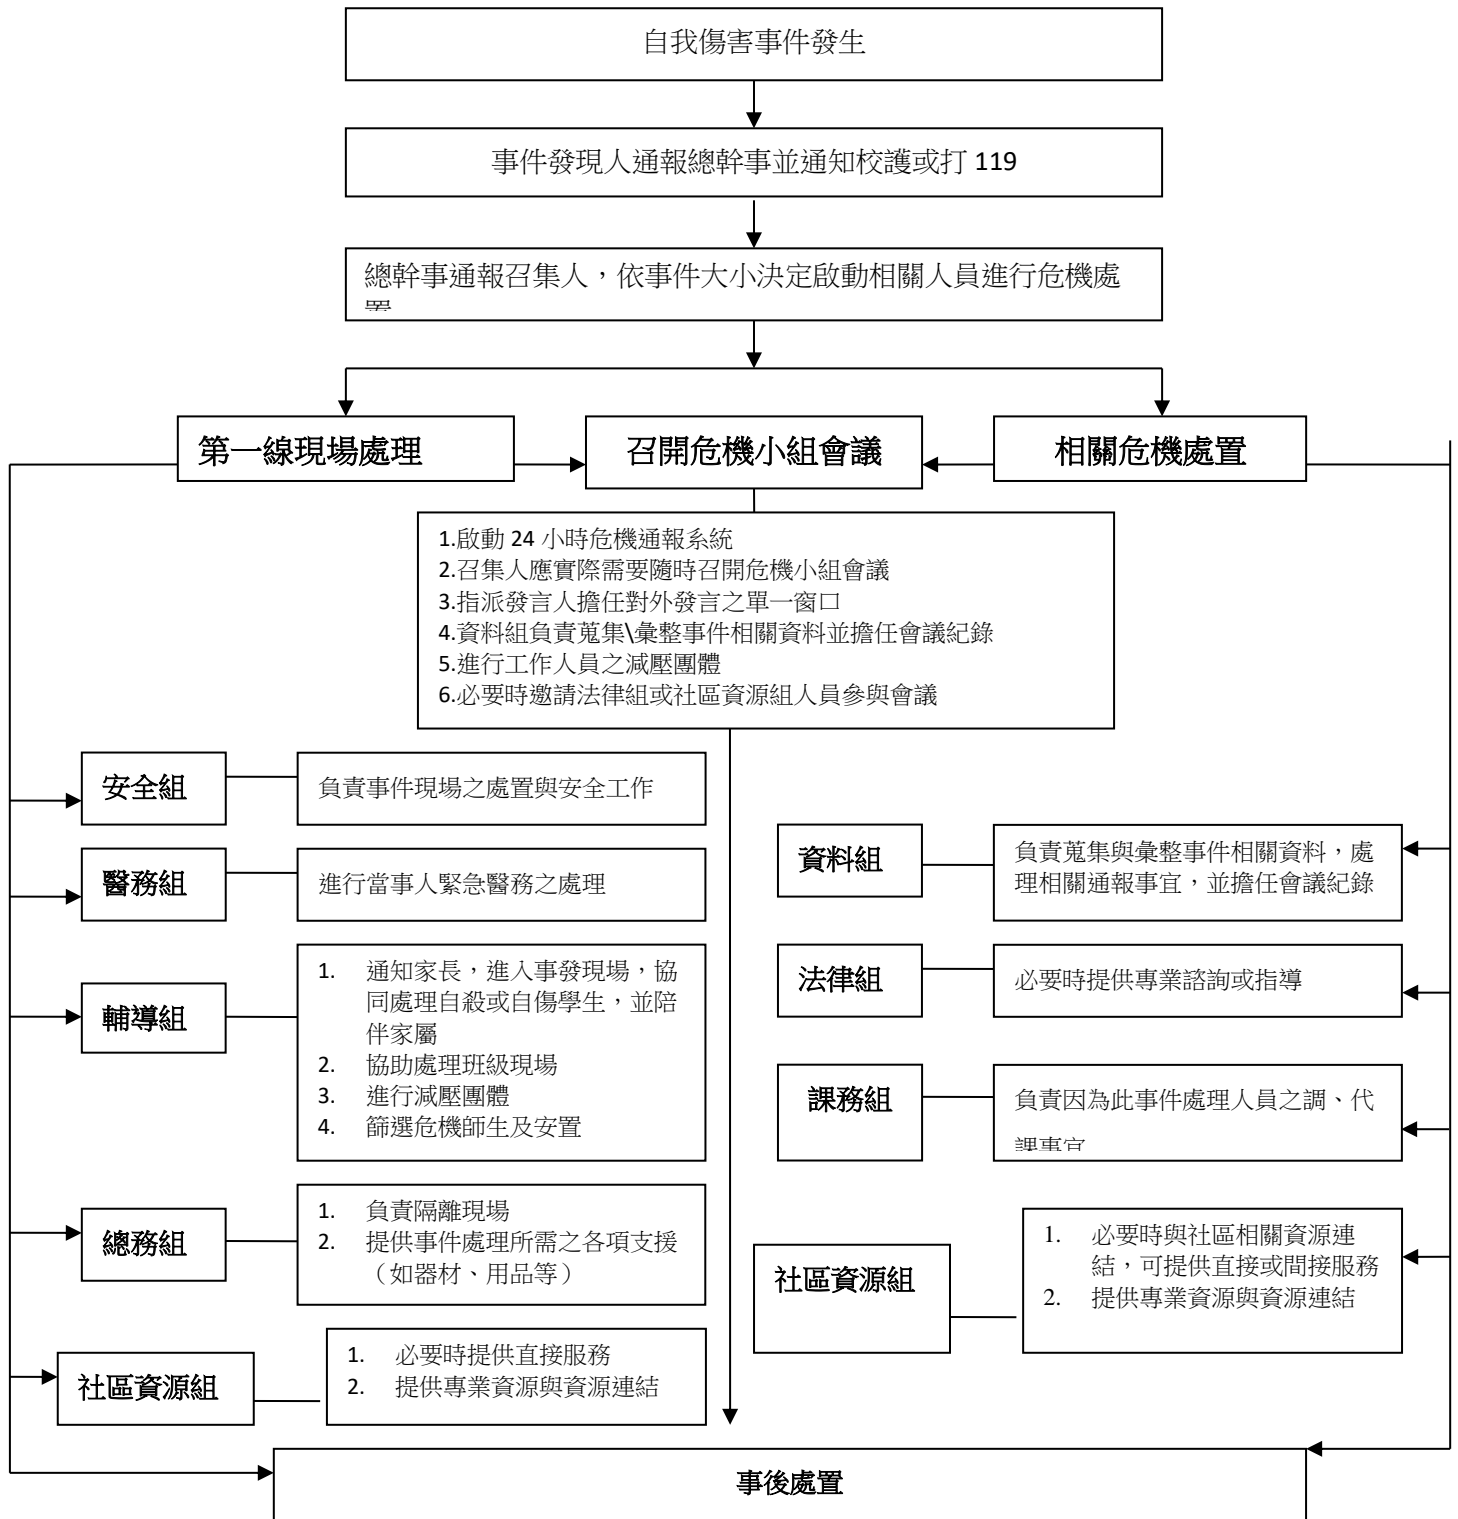 自我傷害事件發生
事件發現人通報總幹事並通知校護或打 119
總幹事通報召集人，依事件大小決定啟動相關人員進行危機處
置
第一線現場處理
召開危機小組會議
相關危機處置
1.啟動 24 小時危機通報系統
2.召集人應實際需要隨時召開危機小組會議
3.指派發言人擔任對外發言之單一窗口
4.資料組負責蒐集\彙整事件相關資料並擔任會議紀錄
5.進行工作人員之減壓團體
6.必要時邀請法律組或社區資源組人員參與會議
安全組
負責事件現場之處置與安全工作
醫務組
進行當事人緊急醫務之處理
輔導組
1. 通知家長，進入事發現場，協
同處理自殺或自傷學生，並陪
伴家屬
2. 協助處理班級現場
3. 進行減壓團體
4. 篩選危機師生及安置
總務組
1. 負責隔離現場
2. 提供事件處理所需之各項支援
（如器材、用品等）
社區資源組
1. 必要時提供直接服務
2. 提供專業資源與資源連結
資料組
負責蒐集與彙整事件相關資料，處
理相關通報事宜，並擔任會議紀錄
法律組
必要時提供專業諮詢或指導
課務組
負責因為此事件處理人員之調、代
課事宜
社區資源組
1. 必要時與社區相關資源連
結，可提供直接或間接服務
2. 提供專業資源與資源連結
事後處置